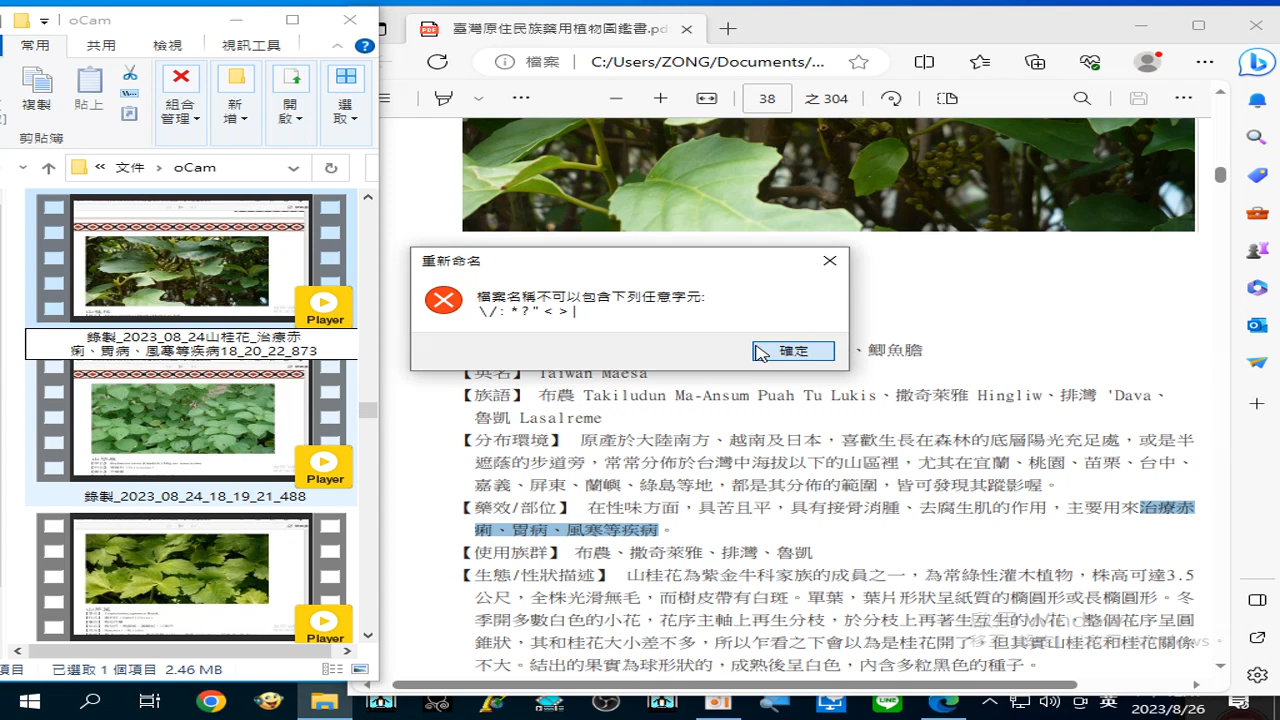 oCam
常用 共用 檢視 視訊工具
複製 貼上 組合管理 新增 開啟 選取
剪貼簿
« 文件 › oCam
Player
錄製_2023_08_24山桂花_治療赤
痢、胃病、風寒等疾病18_20_22_873
Player
錄製_2023_08_24_18_19_21_488
Player
項目 已選取 1 個項目 2.46 MB
臺灣原住民族藥用植物圖鑑書.pd
檔案 C:/Users/ZONG/Documents/...
38 之 304
重新命名
檔案名稱不可以包含下列任意字元:
\ / : * ? " < > |
確定
、鯽魚膽
【英名】 Taiwan Maesa
【族語】 布農 Takiludun Ma-Ansum Puah Tu Lukis、撒奇萊雅 Hingliw、排灣 'Dava、
魯凱 Lasalreme
【分布環境】 原產於大陸南方、越南及日本，喜歡生長在森林的底層陽光充足處，或是半
遮蔭的步道旁，常常分佈於台灣中海拔以下的山區裡，尤其在宜蘭、桃園、苗栗、台中、
嘉義、屏東、蘭嶼、綠島等地，都是其分佈的範圍，皆可發現其蹤影喔。
【藥效/部位】 在性味方面，具苦且平，具有接骨消腫、去腐生肌的作用，主要用來治療赤
痢、胃病、風寒等疾病。
【使用族群】 布農、撒奇萊雅、排灣、魯凱
【生態/性狀描述】 山桂花為紫金牛科家族的成員之一，為常綠性灌木植物，株高可達3.5
公尺，全株光滑無毛，而樹皮帶有白斑。單葉，葉片形狀呈紙質的橢圓形或長橢圓形。冬
季開多數白色的小花，花序主軸上再生分枝，於分枝上再著生叢生的小花，整個花序呈圓
錐狀，其和桂花大小差不多，所以乍看之下會以為是桂花開了，但其實山桂花和桂花關係
不大。結出的果實為球形狀的，成熟後呈白色，內含多粒黑色的種子。
英
2023/8/26